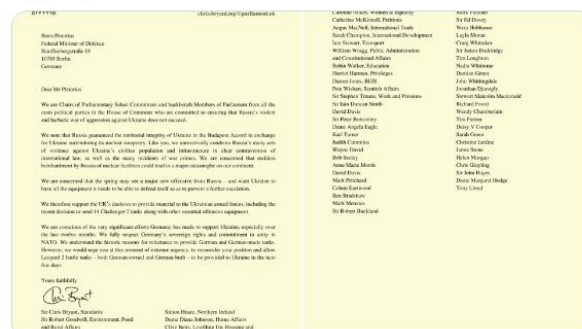 chris.bryant.mp@parliament.uk
Boris Pistorius
Federal Minister of Defence
Stauffenbergstraße 18
10785 Berlin
Germany
Dear Mr Pistorius
We are Chairs of Parliamentary Select Committees and backbench Members of Parliament from all the
main political parties in the House of Commons who are committed to ensuring that Russia's violent
and barbaric war of aggression against Ukraine does not succeed.
We note that Russia guaranteed the territorial integrity of Ukraine in the Budapest Accord in exchange
for Ukraine surrendering its nuclear weaponry. Like you, we unreservedly condemn Russia's many acts
of violence against Ukraine's civilian population and infrastructure in clear contravention of
international law, as well as the many incidents of war crimes. We are concerned that reckless
bombardment by Russia of nuclear facilities could lead to a major catastrophe on our continent.
We are concerned that the spring may see a major new offensive from Russia – and want Ukraine to
have all the equipment it needs to be able to defend itself so as to prevent a further escalation.
We therefore support the UK's decision to provide material to the Ukrainian armed forces, including the
recent decision to send 14 Challenger 2 tanks along with other essential offensive equipment.
We are conscious of the very significant efforts Germany has made to support Ukraine, especially over
the last twelve months. We fully respect Germany's sovereign rights and commitment to unity in
NATO. We understand the historic reasons for reluctance to provide German and German-made tanks.
However, we would urge you at this moment of extreme urgency, to reconsider your position and allow
Leopard 2 battle tanks – both German-owned and German-built – to be provided to Ukraine in the next
few days.
Yours faithfully
Chris Bryant
Sir Chris Bryant, Standards
Sir Robert Goodwill, Environment, Food
and Rural Affairs
Simon Hoare, Northern Ireland
Dame Diana Johnson, Home Affairs
Clive Betts, Levelling Up, Housing and
Caroline Nokes, Women & Equality
Catherine McKinnell, Petitions
Angus MacNeil, International Trade
Sarah Champion, International Development
Iain Stewart, Transport
William Wragg, Public Administration
and Constitutional Affairs
Robin Walker, Education
Harriet Harman, Privileges
Darren Jones, BEIS
Pete Wishart, Scottish Affairs
Sir Stephen Timms, Work and Pensions
Sir Iain Duncan Smith
David Davis
Sir Peter Bottomley
Dame Angela Eagle
Karl Turner
Judith Cummins
Wayne David
Bob Seely
Anne Marie Morris
David Davis
Mark Pritchard
Colum Eastwood
Ben Bradshaw
Mark Menzies
Sir Robert Buckland
Mark Pritchard
Sir Ed Davey
Wera Hobhouse
Layla Moran
Craig Whittaker
Sir James Duddridge
Tim Loughton
Nadia Whittome
Damian Green
John Whittingdale
Jonathan Djanogly
Stewart Malcolm Macdonald
Richard Foord
Wendy Chamberlain
Tim Farron
Daisy V Cooper
Sarah Green
Christine Jardine
Jamie Stone
Helen Morgan
Chris Grayling
Sir John Hayes
Dame Margaret Hodge
Tony Lloyd